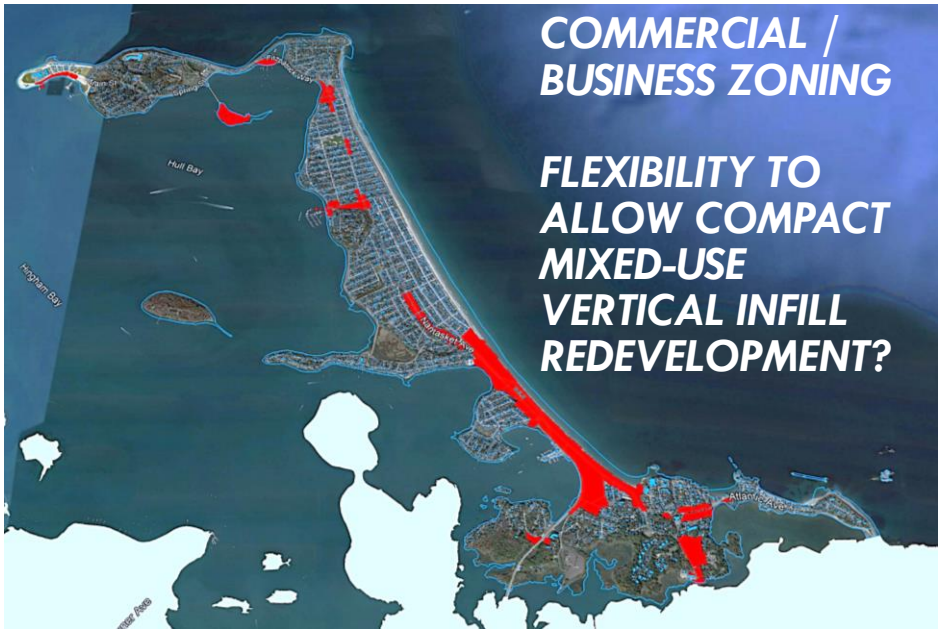 COMMERCIAL /
BUSINESS ZONING
FLEXIBILITY TO
ALLOW COMPACT
MIXED-USE
VERTICAL INFILL
REDEVELOPMENT?
Hull Bay
Hingham Bay
Nantasket Ave
Atlantic Ave